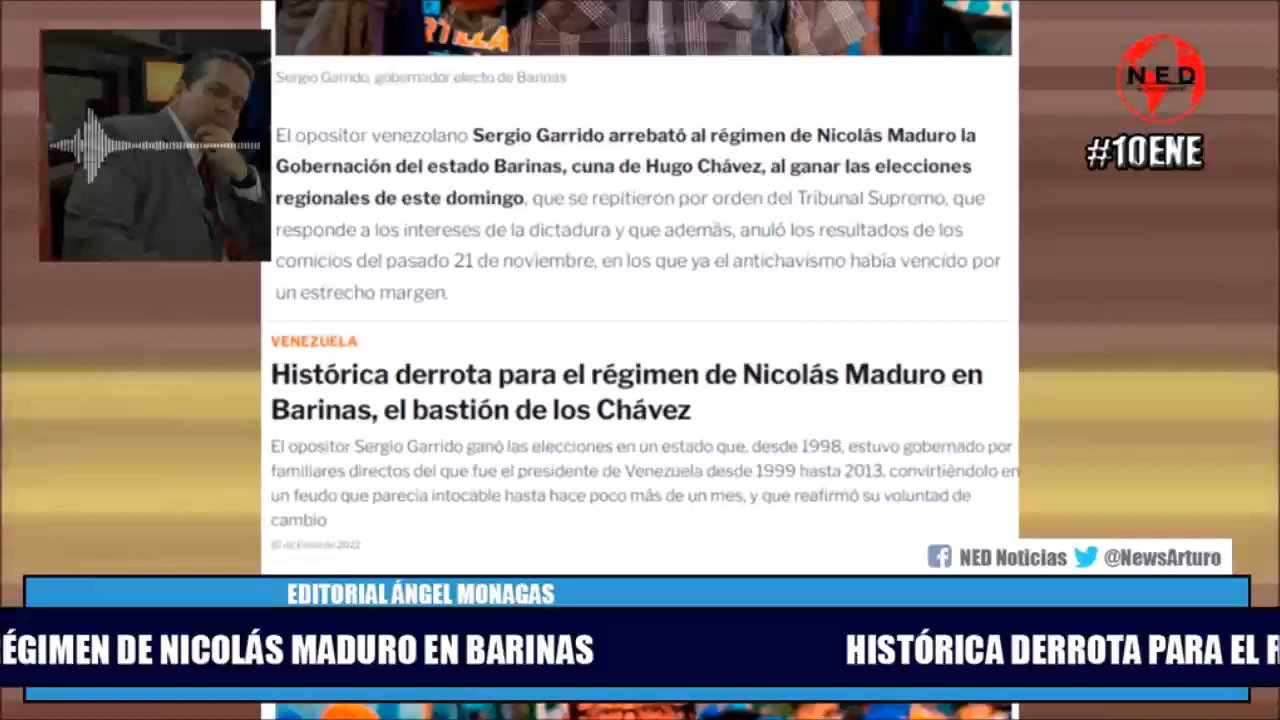 RTILLA
Sergio Garrido, gobernador electo de Barinas
El opositor venezolano Sergio Garrido arrebató al régimen de Nicolás Maduro la
Gobernación del estado Barinas, cuna de Hugo Chávez, al ganar las elecciones
regionales de este domingo, que se repitieron por orden del Tribunal Supremo, que
responde a los intereses de la dictadura y que además, anuló los resultados de los
comicios del pasado 21 de noviembre, en los que ya el antichavismo había vencido por
un estrecho margen.
VENEZUELA
Histórica derrota para el régimen de Nicolás Maduro en
Barinas, el bastión de los Chávez
El opositor Sergio Garrido ganó las elecciones en un estado que, desde 1998, estuvo gobernado por
familiares directos del que fue el presidente de Venezuela desde 1999 hasta 2013, convirtiéndolo en
un feudo que parecía intocable hasta hace poco más de un mes, y que reafirmó su voluntad de
cambio
10 de Enero de 2022
NED
#10ENE
NED Noticias @NewsArturo
EDITORIAL ÁNGEL MONAGAS
RÉGIMEN DE NICOLÁS MADURO EN BARINAS HISTÓRICA DERROTA PARA EL R